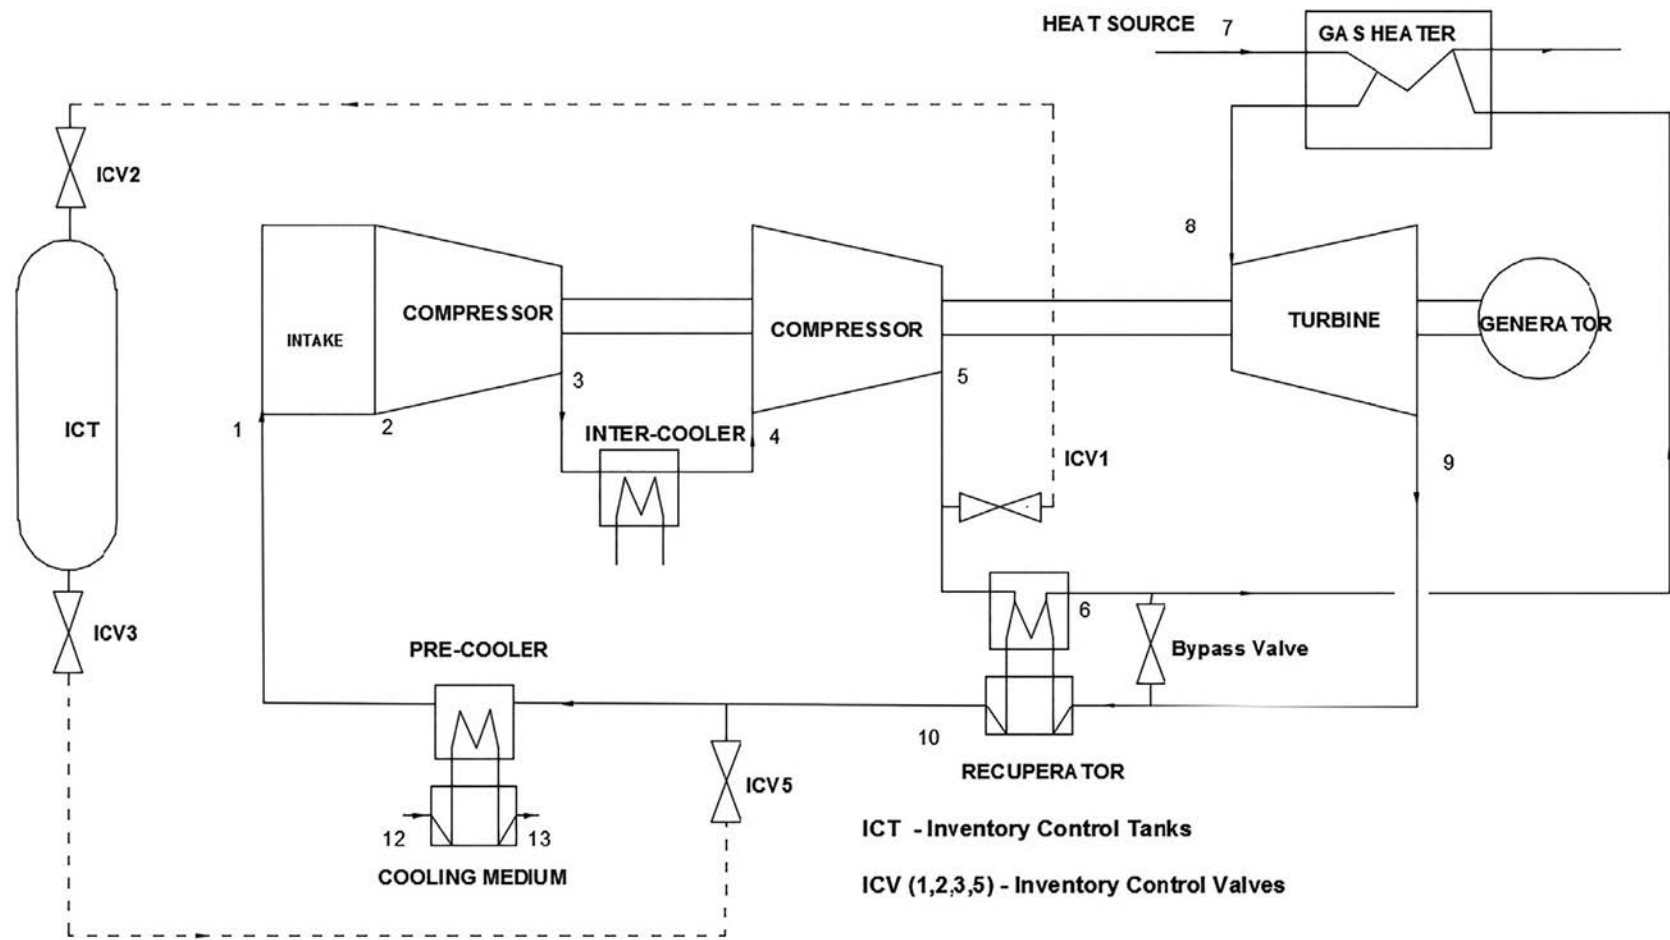 HEAT SOURCE 7
GAS HEATER
ICV2
8
COMPRESSOR
COMPRESSOR
TURBINE
GENERATOR
INTAKE
3
5
ICT
1
2
INTER-COOLER
4
ICV1
9
6
ICV3
PRE-COOLER
Bypass Valve
10
RECUPERATOR
ICV5
12
13
COOLING MEDIUM
ICT - Inventory Control Tanks
ICV (1,2,3,5) - Inventory Control Valves